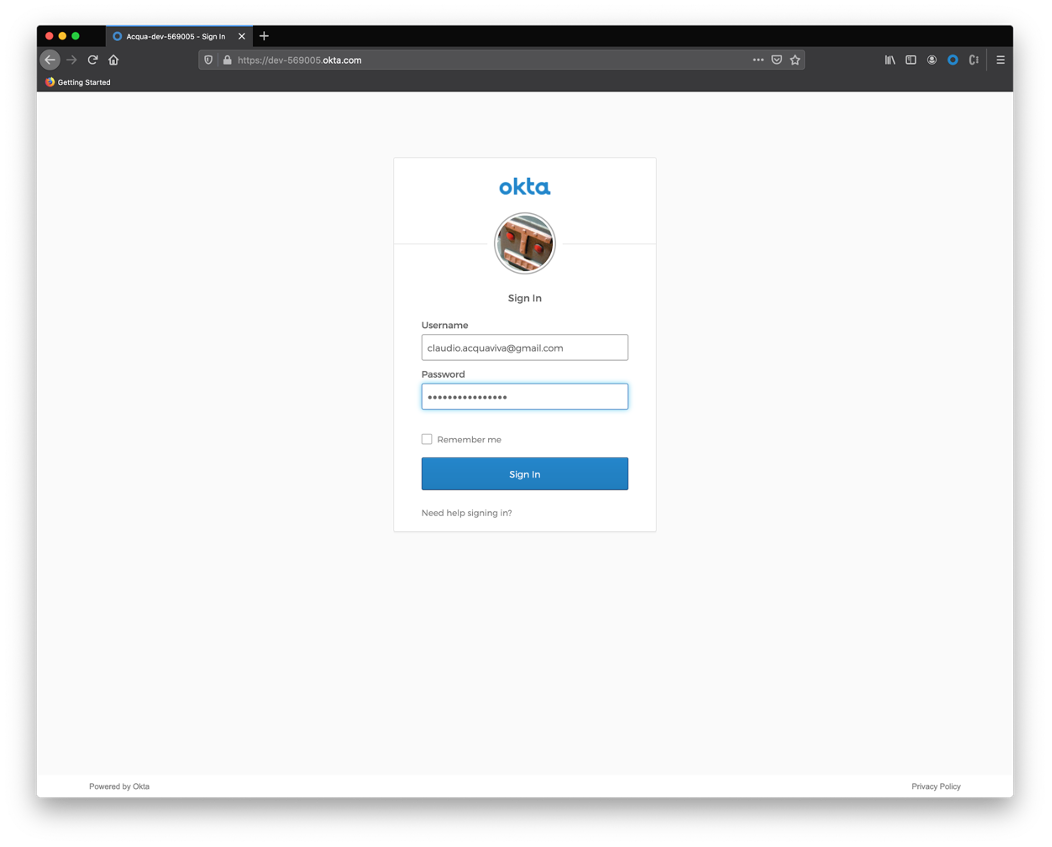 Acqua-dev-569005 - Sign In
https://dev-569005.okta.com
Getting Started
okta
Sign In
Username
claudio.acquaviva@gmail.com
Password
••••••••••••••••
Remember me
Sign In
Need help signing in?
Powered by Okta
Privacy Policy